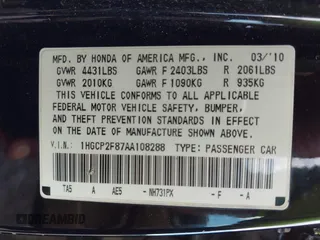 MFD. BY HONDA OF AMERICA MFG., INC. 03/'10
GVWR 4431LBS GAWR F 2403LBS R 2061LBS
GVWR 2010KG GAWR F 1090KG R 935KG
THIS VEHICLE CONFORMS TO ALL APPLICABLE
FEDERAL MOTOR VEHICLE SAFETY, BUMPER,
AND THEFT PREVENTION STANDARDS IN EFFECT
ON THE DATE OF MANUFACTURE SHOWN ABOVE.
V.I.N.: 1HGCP2F87AA108288 TYPE: PASSENGER CAR
TA5 A AE5 - NH731PX - F - A
DREAMBID